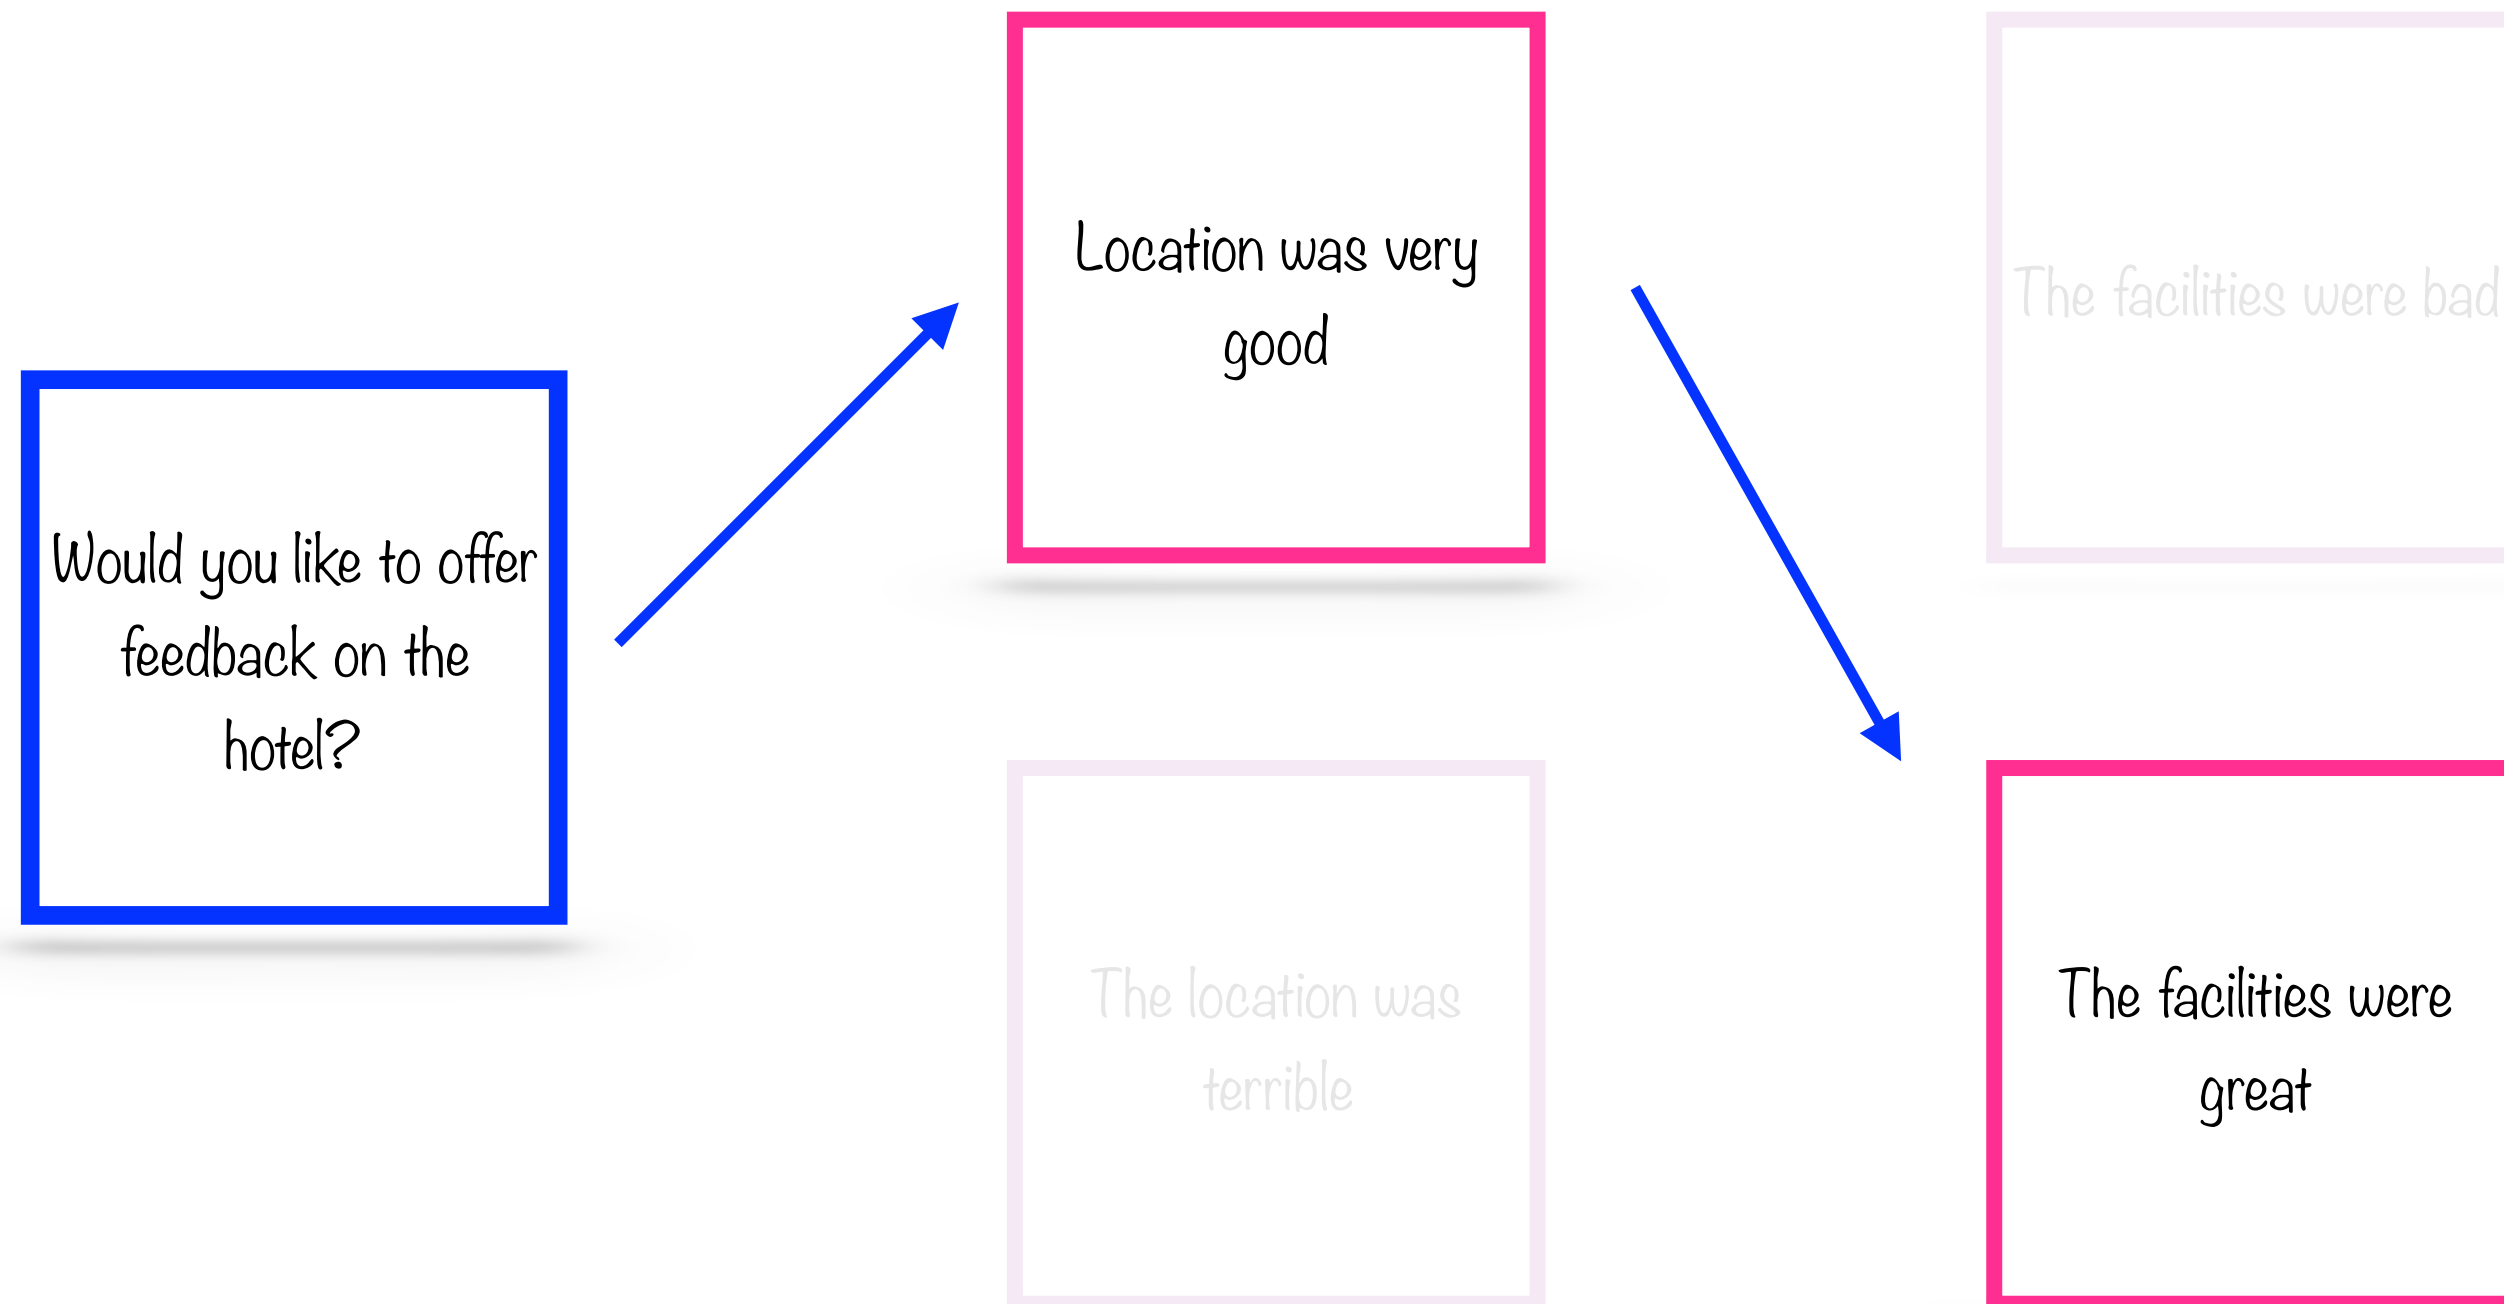 Would you like to offer
feedback on the
hotel?
Location was very
good
The location was
terrible
The facilities were bad
The facilities were
great